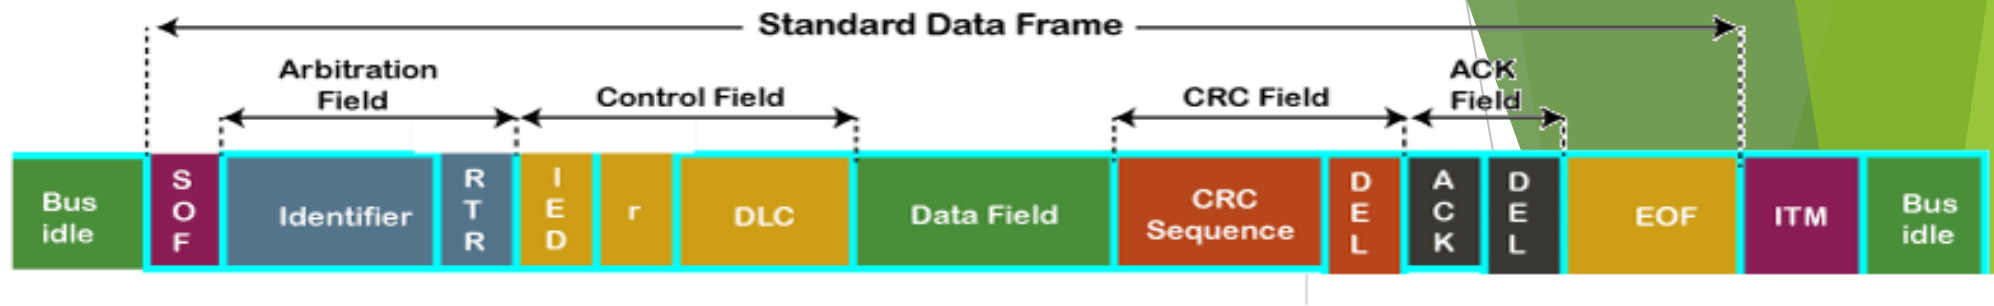 Standard Data Frame
Arbitration
Field
Control Field
CRC Field
ACK
Field
Bus
idle
S
O
F
Identifier
R
T
R
I
E
D
r
DLC
Data Field
CRC
Sequence
D
E
L
A
C
K
D
E
L
EOF
ITM
Bus
idle